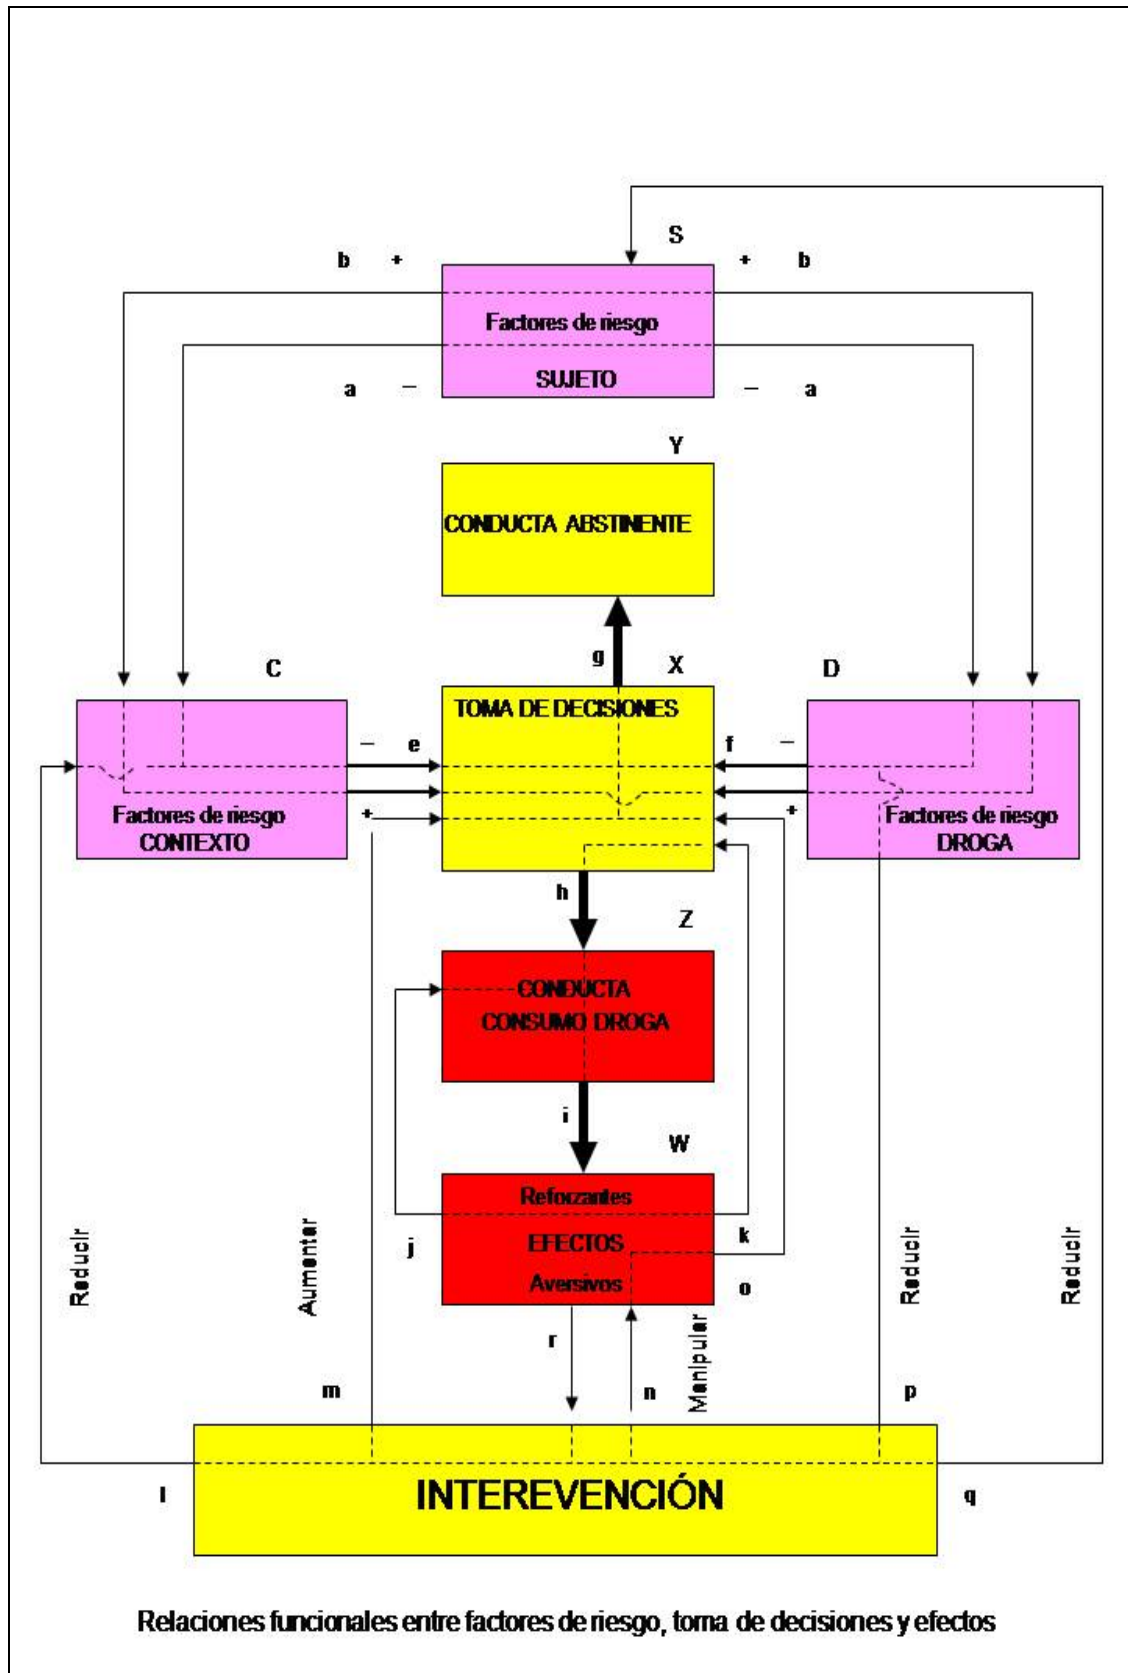 S
b + + b
Factores de riesgo
SUJETO
a – – a
Y
CONDUCTA ABSTINENTE
g X
C D
TOMA DE DECISIONES
– e f –
+ +
Factores de riesgo
CONTEXTO
Factores de riesgo
DROGA
h
Z
CONDUCTA
CONSUMO DROGA
i
W
Reforzantes
j EFECTOS k
Aversivos o
Reducir
Aumentar
Manipular
Reducir
Reducir
r
m n p
l q
INTEREVENCIÓN
Relaciones funcionales entre factores de riesgo, toma de decisiones y efectos